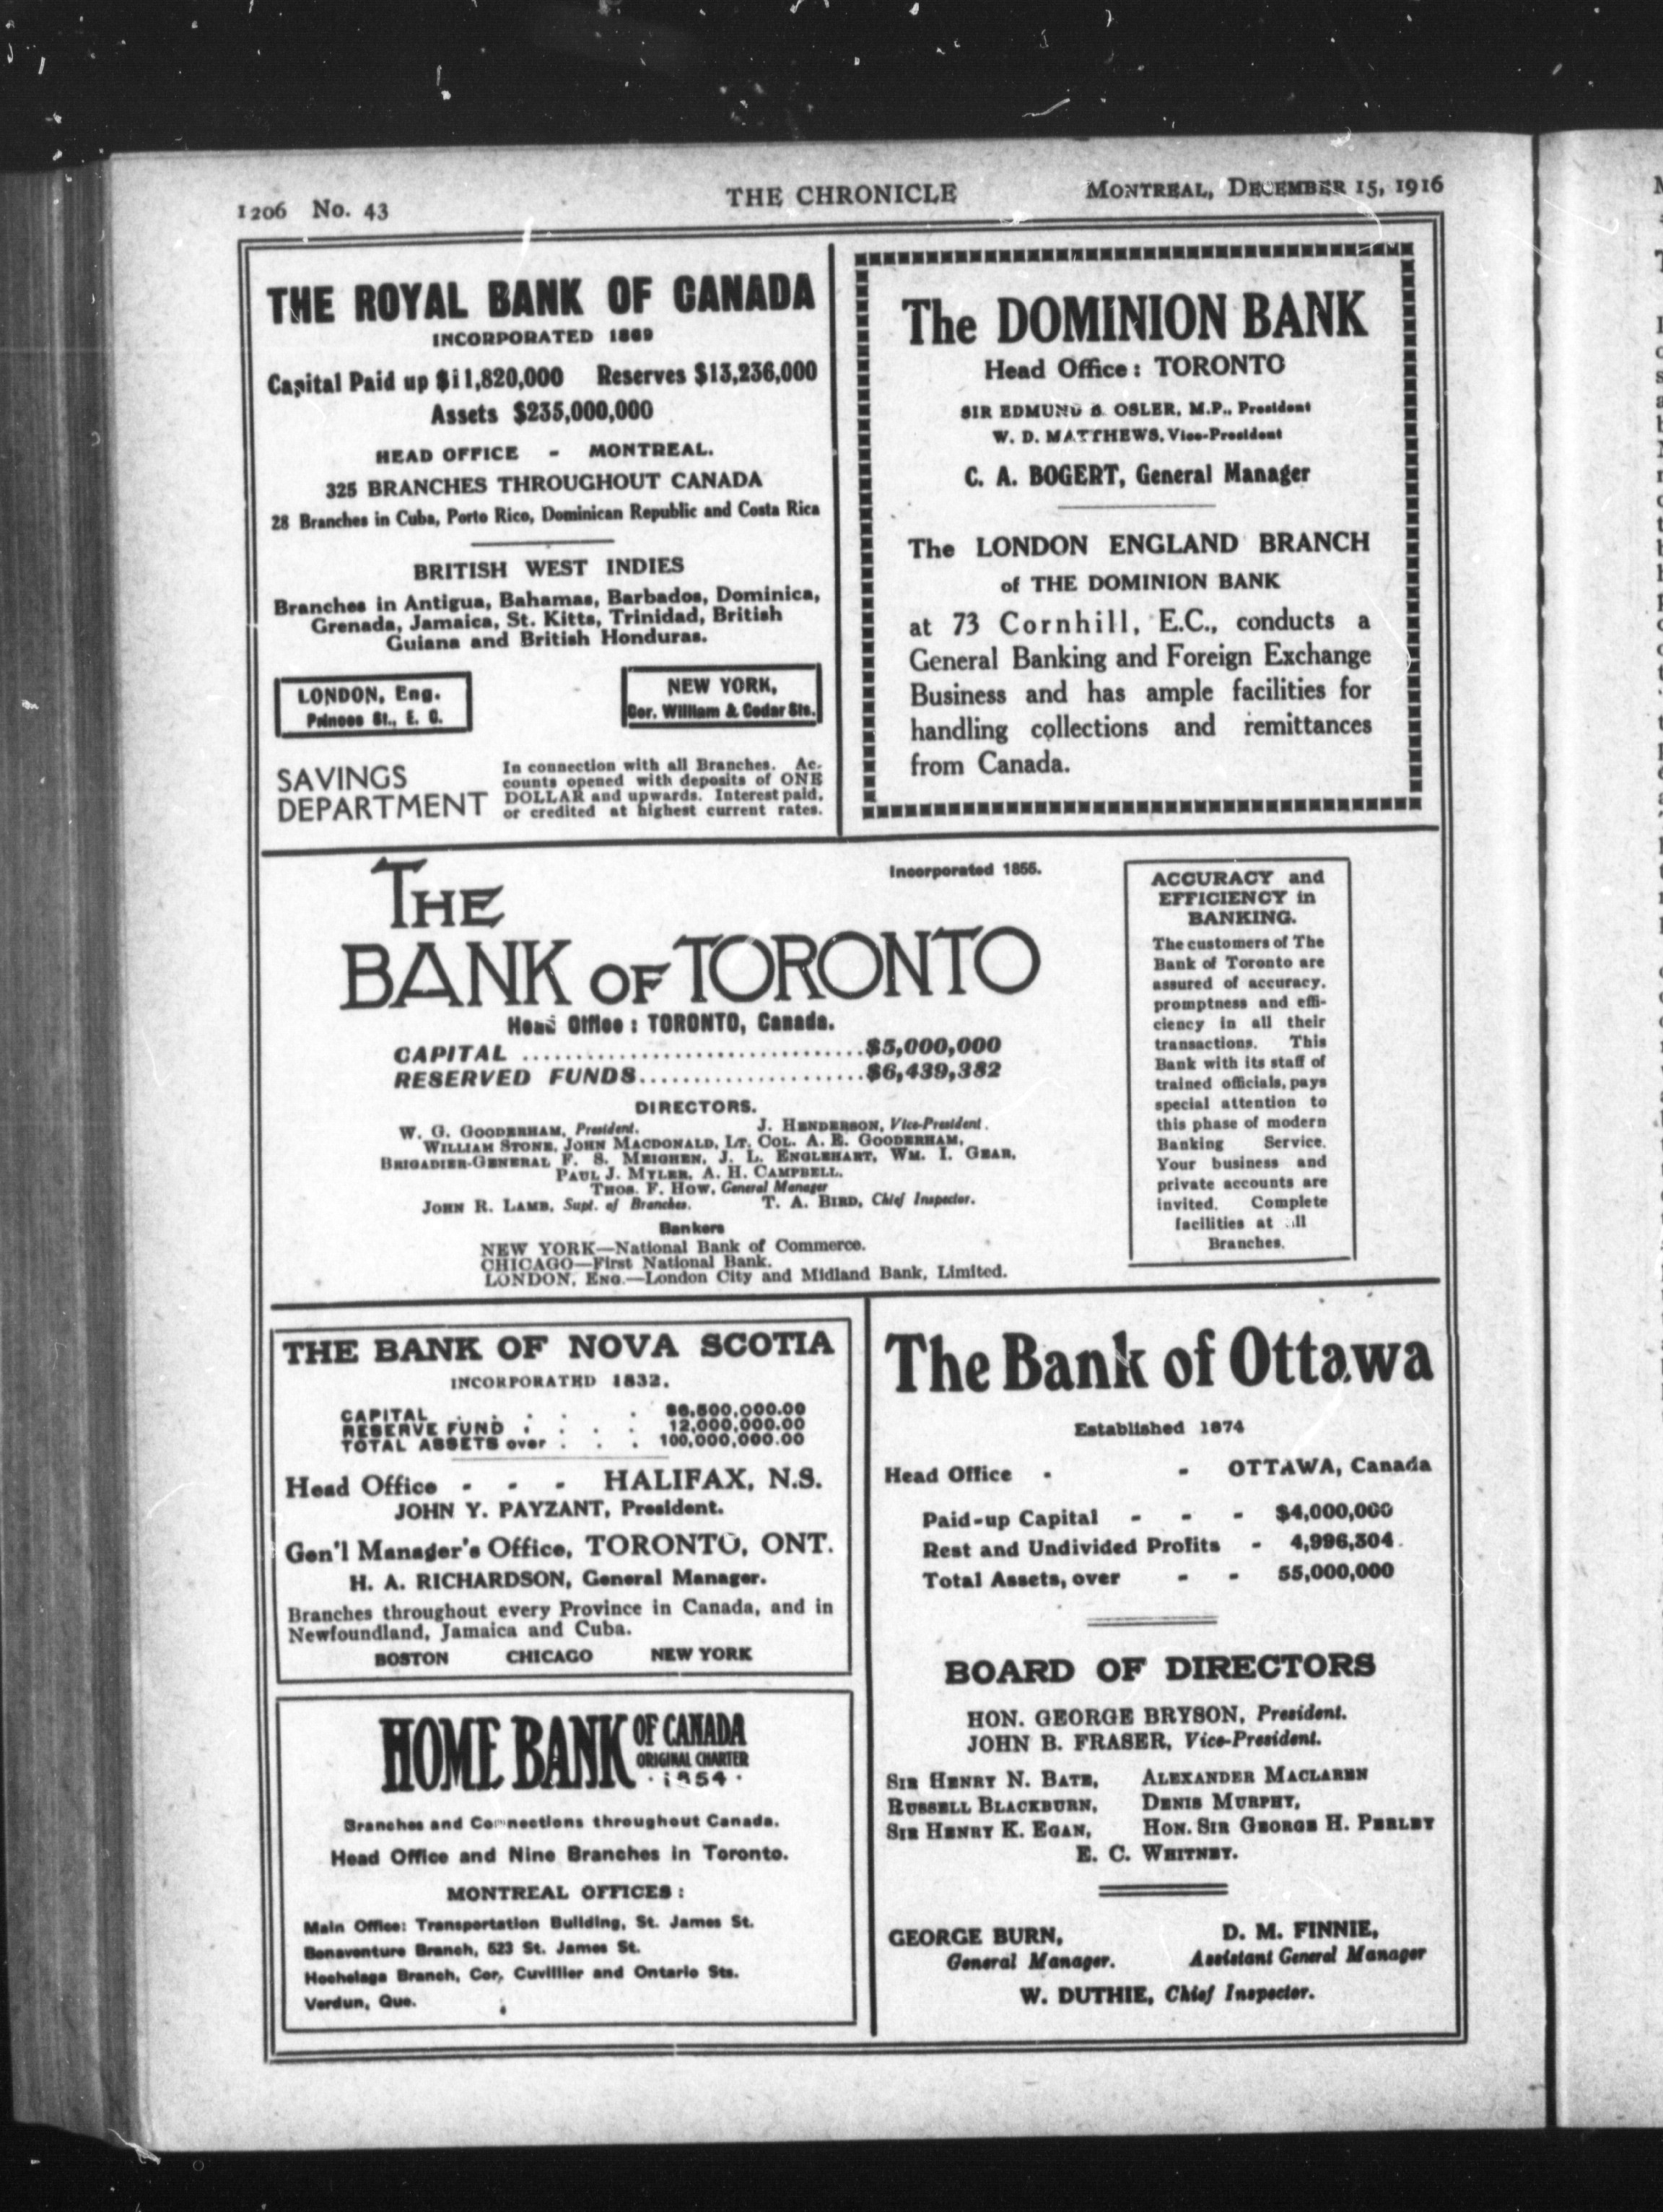 1206 No. 43
THE CHRONICLE
MONTREAL, DECEMBER 15, 1916
THE ROYAL BANK OF CANADA
INCORPORATED 1869
Capital Paid up $11,820,000 Reserves $13,236,000
Assets $235,000,000
HEAD OFFICE - MONTREAL.
325 BRANCHES THROUGHOUT CANADA
28 Branches in Cuba, Porto Rico, Dominican Republic and Costa Rica
BRITISH WEST INDIES
Branches in Antigua, Bahamas, Barbados, Dominica,
Grenada, Jamaica, St. Kitts, Trinidad, British
Guiana and British Honduras.
LONDON, Eng.
Princes St., E. C.
NEW YORK,
Cor. William & Cedar Sts.
SAVINGS
DEPARTMENT
In connection with all Branches. Ac-
counts opened with deposits of ONE
DOLLAR and upwards. Interest paid,
or credited at highest current rates.
The DOMINION BANK
Head Office: TORONTO
SIR EDMUND B. OSLER, M.P., President
W. D. MATTHEWS, Vice-President
C. A. BOGERT, General Manager
The LONDON ENGLAND BRANCH
of THE DOMINION BANK
at 73 Cornhill, E.C., conducts a
General Banking and Foreign Exchange
Business and has ample facilities for
handling collections and remittances
from Canada.
THE
BANK OF TORONTO
Incorporated 1855.
Head Office: TORONTO, Canada.
CAPITAL ................................$5,000,000
RESERVED FUNDS.....................$6,439,382
DIRECTORS.
W. G. GOODERHAM, President. J. HENDERSON, Vice-President.
WILLIAM STONE, JOHN MACDONALD, LT. COL. A. E. GOODERHAM,
BRIGADIER-GENERAL F. S. MEIGHEN, J. L. ENGLEHART, WM. I. GEAR,
PAUL J. MYLER, A. H. CAMPBELL.
THOS. F. HOW, General Manager
JOHN R. LAMB, Supt. of Branches. T. A. BIRD, Chief Inspector.
Bankers
NEW YORK—National Bank of Commerce.
CHICAGO—First National Bank.
LONDON, ENG.—London City and Midland Bank, Limited.
ACCURACY and
EFFICIENCY in
BANKING.
The customers of The
Bank of Toronto are
assured of accuracy,
promptness and effi-
ciency in all their
transactions. This
Bank with its staff of
trained officials, pays
special attention to
this phase of modern
Banking Service.
Your business and
private accounts are
invited. Complete
facilities at all
Branches.
THE BANK OF NOVA SCOTIA
INCORPORATED 1832.
CAPITAL . . . . $6,500,000.00
RESERVE FUND . . . . 12,000,000.00
TOTAL ASSETS over . . . 100,000,000.00
Head Office - - - HALIFAX, N.S.
JOHN Y. PAYZANT, President.
Gen'l Manager's Office, TORONTO, ONT.
H. A. RICHARDSON, General Manager.
Branches throughout every Province in Canada, and in
Newfoundland, Jamaica and Cuba.
BOSTON CHICAGO NEW YORK
HOME BANK OF CANADA
ORIGINAL CHARTER
· 1854 ·
Branches and Connections throughout Canada.
Head Office and Nine Branches in Toronto.
MONTREAL OFFICES:
Main Office: Transportation Building, St. James St.
Bonaventure Branch, 523 St. James St.
Hochelaga Branch, Cor. Cuvillier and Ontario Sts.
Verdun, Que.
The Bank of Ottawa
Established 1874
Head Office - - OTTAWA, Canada
Paid-up Capital - - - $4,000,000
Rest and Undivided Profits - 4,996,304.
Total Assets, over - - 55,000,000
BOARD OF DIRECTORS
HON. GEORGE BRYSON, President.
JOHN B. FRASER, Vice-President.
SIR HENRY N. BATE, ALEXANDER MACLAREN
RUSSELL BLACKBURN, DENIS MURPHY,
SIR HENRY K. EGAN, HON. SIR GEORGE H. PERLEY
E. C. WHITNEY.
GEORGE BURN,
General Manager.
D. M. FINNIE,
Assistant General Manager
W. DUTHIE, Chief Inspector.